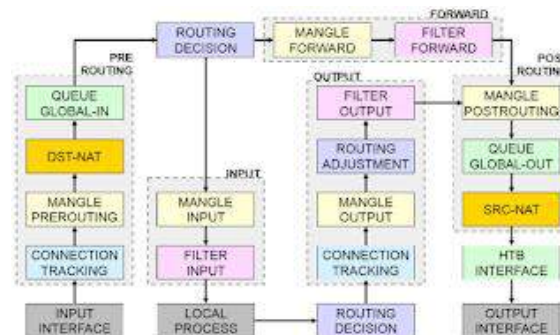 FORWARD
ROUTING
DECISION
MANGLE
FORWARD
FILTER
FORWARD
PRE
ROUTING
POS
ROUTIN
QUEUE
GLOBAL-IN
DST-NAT
MANGLE
PREROUTING
CONNECTION
TRACKING
INPUT
INTERFACE
INPUT
MANGLE
INPUT
FILTER
INPUT
LOCAL
PROCESS
OUTPUT
FILTER
OUTPUT
ROUTING
ADJUSTMENT
MANGLE
OUTPUT
CONNECTION
TRACKING
ROUTING
DECISION
MANGLE
POSTROUTING
QUEUE
GLOBAL-OUT
SRC-NAT
HTB
INTERFACE
OUTPUT
INTERFACE